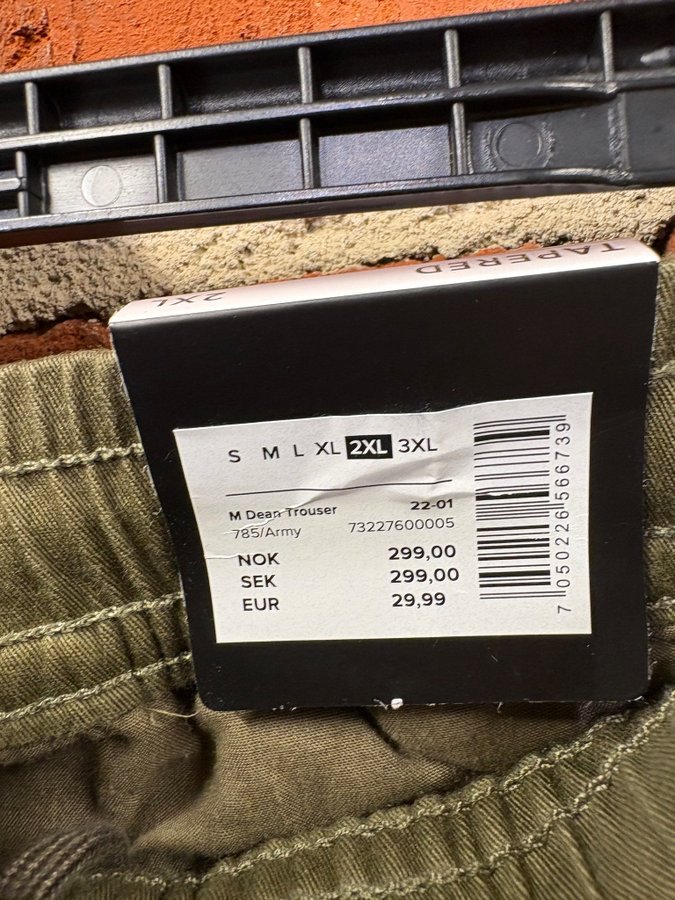 TAPERED
2XL
S M L XL 2XL 3XL
M Dean Trouser 22-01
785/Army 73227600005
NOK 299,00
SEK 299,00
EUR 29,99
7 050226 566739